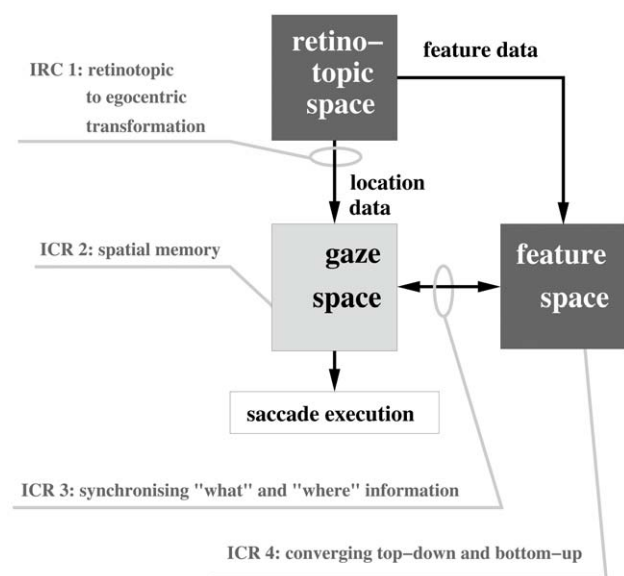 retino-
topic
space
feature data
IRC 1: retinotopic
to egocentric
transformation
location
data
ICR 2: spatial memory
gaze
space
feature
space
saccade execution
ICR 3: synchronising "what" and "where" information
ICR 4: converging top-down and bottom-up